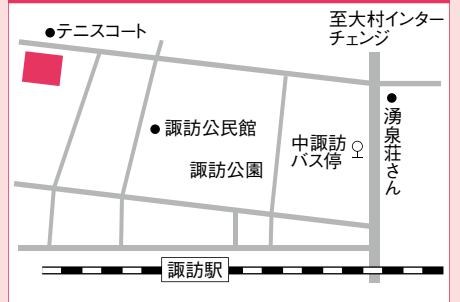 テニスコート
至大村インター
チェンジ
諏訪公民館
諏訪公園
中諏訪
バス停
湧泉荘さん
諏訪駅